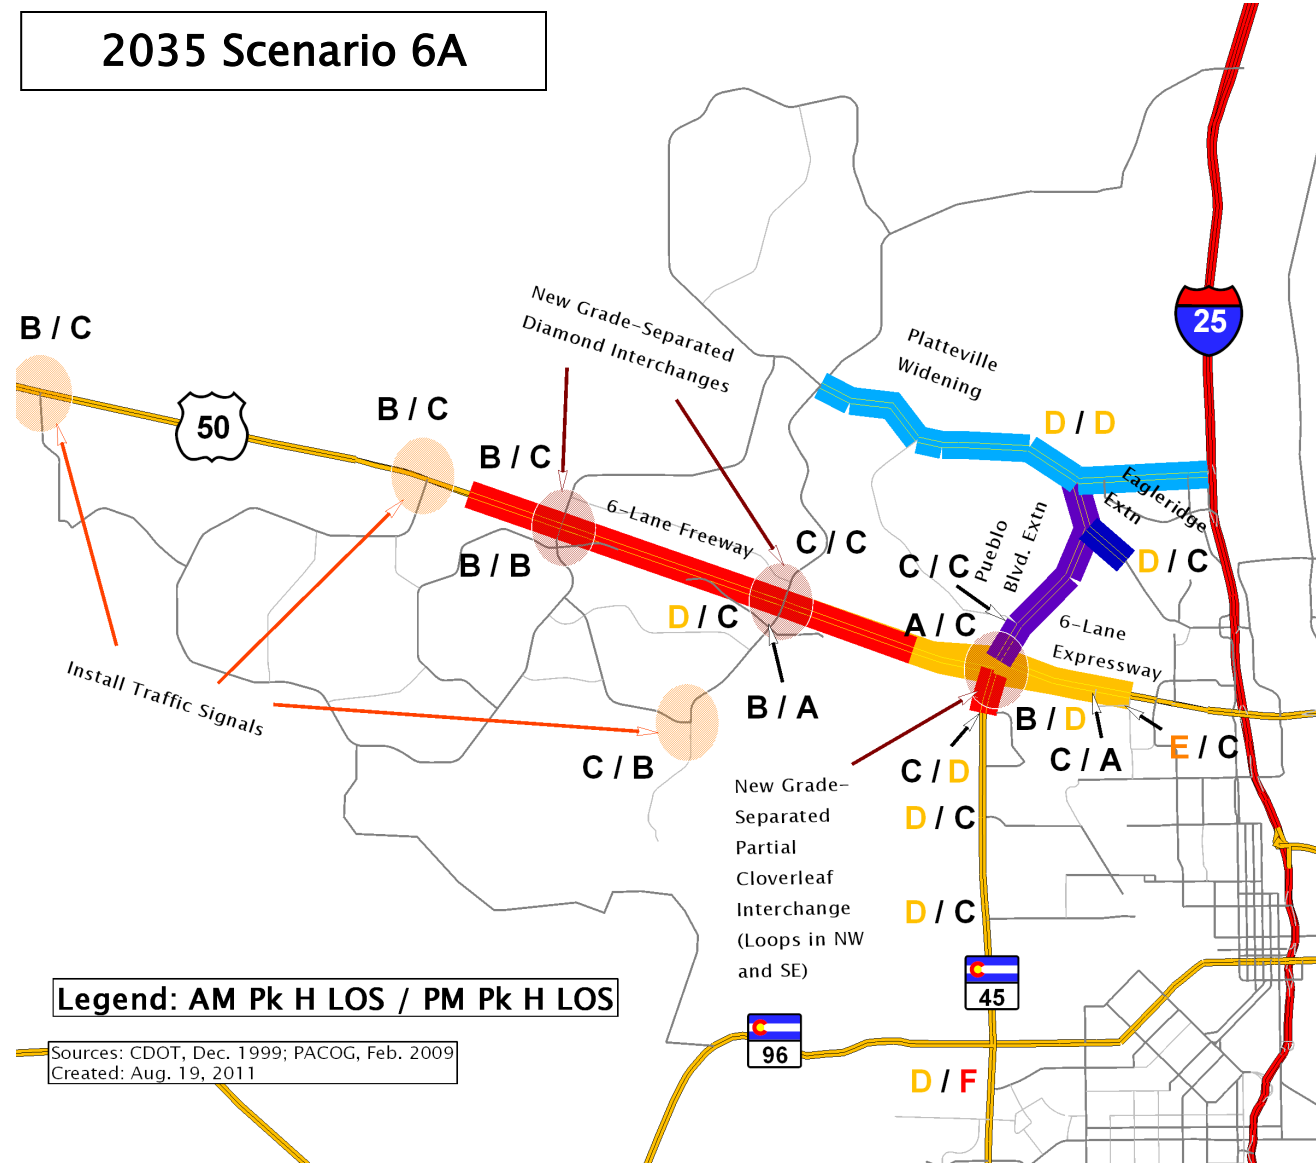 2035 Scenario 6A
25
B / C
New Grade-Separated
Diamond Interchanges
Platteville
Widening
B / C
50
D / D
B / C
Eagleridge
Extn
6-Lane Freeway
C / C
Pueblo
Blvd. Extn
B / B
C / C
D / C
D / C
A / C
6-Lane
Expressway
Install Traffic Signals
B / A
B / D
E / C
C / A
C / B
C / D
New Grade-
Separated
Partial
Cloverleaf
Interchange
(Loops in NW
and SE)
D / C
D / C
45
96
D / F
Legend: AM Pk H LOS / PM Pk H LOS
Sources: CDOT, Dec. 1999; PACOG, Feb. 2009
Created: Aug. 19, 2011